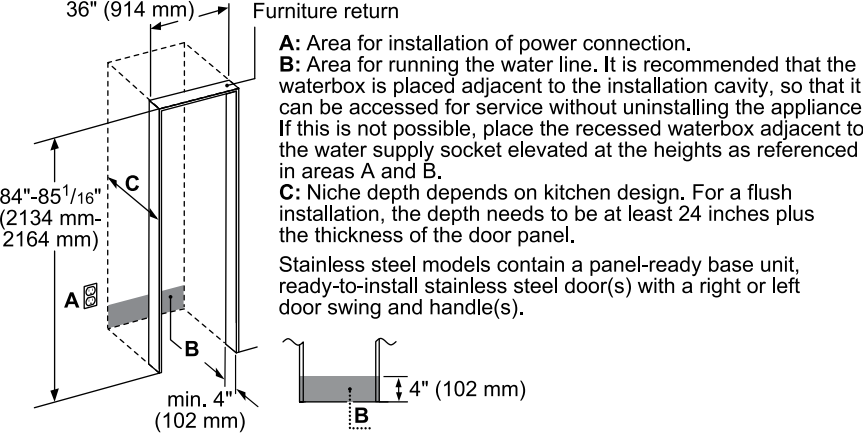 36" (914 mm)
Furniture return
A: Area for installation of power connection.
B: Area for running the water line. It is recommended that the
waterbox is placed adjacent to the installation cavity, so that it
can be accessed for service without uninstalling the appliance
If this is not possible, place the recessed waterbox adjacent to
the water supply socket elevated at the heights as referenced
in areas A and B.
C: Niche depth depends on kitchen design. For a flush
installation, the depth needs to be at least 24 inches plus
the thickness of the door panel.
Stainless steel models contain a panel-ready base unit,
ready-to-install stainless steel door(s) with a right or left
door swing and handle(s).
C
84"-85 1/16"
(2134 mm-
2164 mm)
A
B
min. 4"
(102 mm)
4" (102 mm)
B